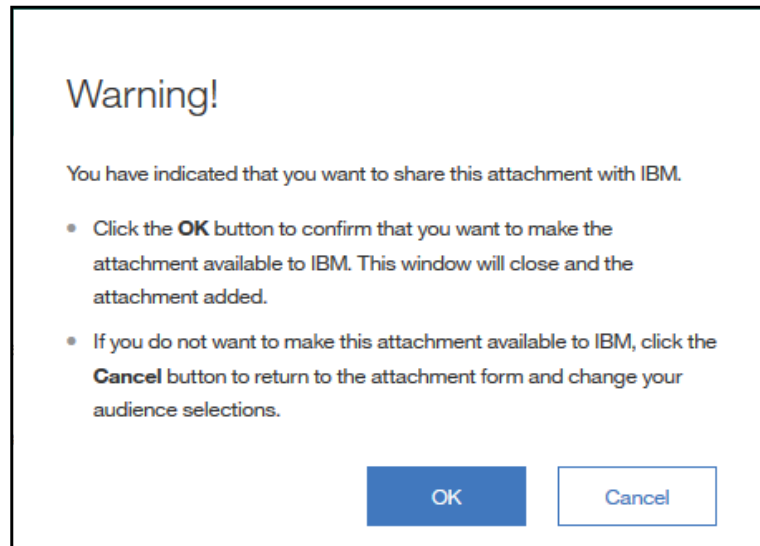 Warning!
You have indicated that you want to share this attachment with IBM.
• Click the OK button to confirm that you want to make the
attachment available to IBM. This window will close and the
attachment added.
• If you do not want to make this attachment available to IBM, click the
Cancel button to return to the attachment form and change your
audience selections.
OK
Cancel